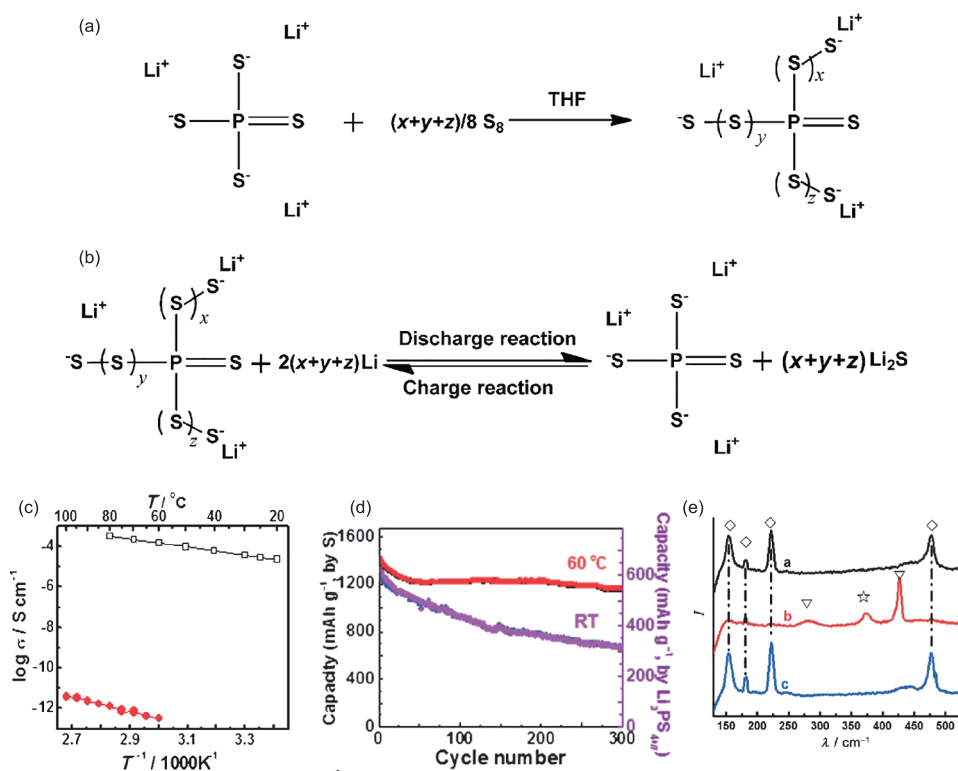 (a)
Li⁺
Li⁺
S⁻
⁻S P S
S⁻
Li⁺
+ (x+y+z)/8 S₈
THF
Li⁺
Li⁺
S⁻
(S)x
⁻S (S)y P S
(S)z S⁻
Li⁺
(b)
Li⁺
Li⁺
S⁻
(S)x
⁻S (S)y P S
(S)z S⁻
Li⁺
+ 2(x+y+z)Li
Discharge reaction
Charge reaction
Li⁺
Li⁺
S⁻
⁻S P S
S⁻
Li⁺
+ (x+y+z)Li₂S
(c)
T / °C
100 80 60 40 20
log σ / S cm⁻¹
-4
-6
-8
-10
-12
2.7 2.9 3.1 3.3
T⁻¹ / 1000K⁻¹
(d)
Capacity (mAh g⁻¹ by S)
1600
1200
800
400
0
60 °C
RT
600
500
400
300
200
100
0
Capacity (mAh g⁻¹, by Li₃PS₄₊ₙ)
0 100 200 300
Cycle number
(e)
I
a
b
c
150 200 250 300 350 400 450 500
λ / cm⁻¹